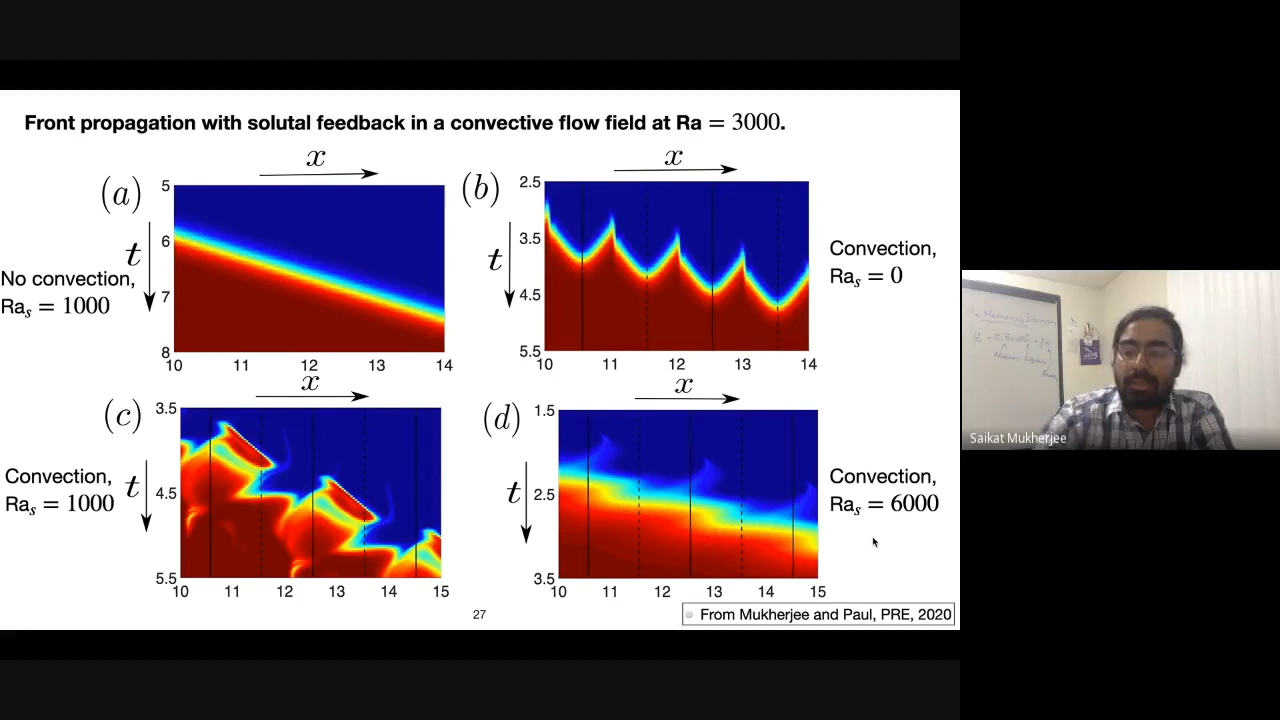 Front propagation with solutal feedback in a convective flow field at Ra = 3000.
(a)
x
5
6
7
8
t
10 11 12 13 14
No convection,
Raₛ = 1000
(b)
x
2.5
3.5
4.5
5.5
t
10 11 12 13 14
Convection,
Raₛ = 0
(c)
x
3.5
4.5
5.5
t
10 11 12 13 14 15
Convection,
Raₛ = 1000
(d)
x
1.5
2.5
3.5
t
10 11 12 13 14 15
Convection,
Raₛ = 6000
27
From Mukherjee and Paul, PRE, 2020
Saikat Mukherjee